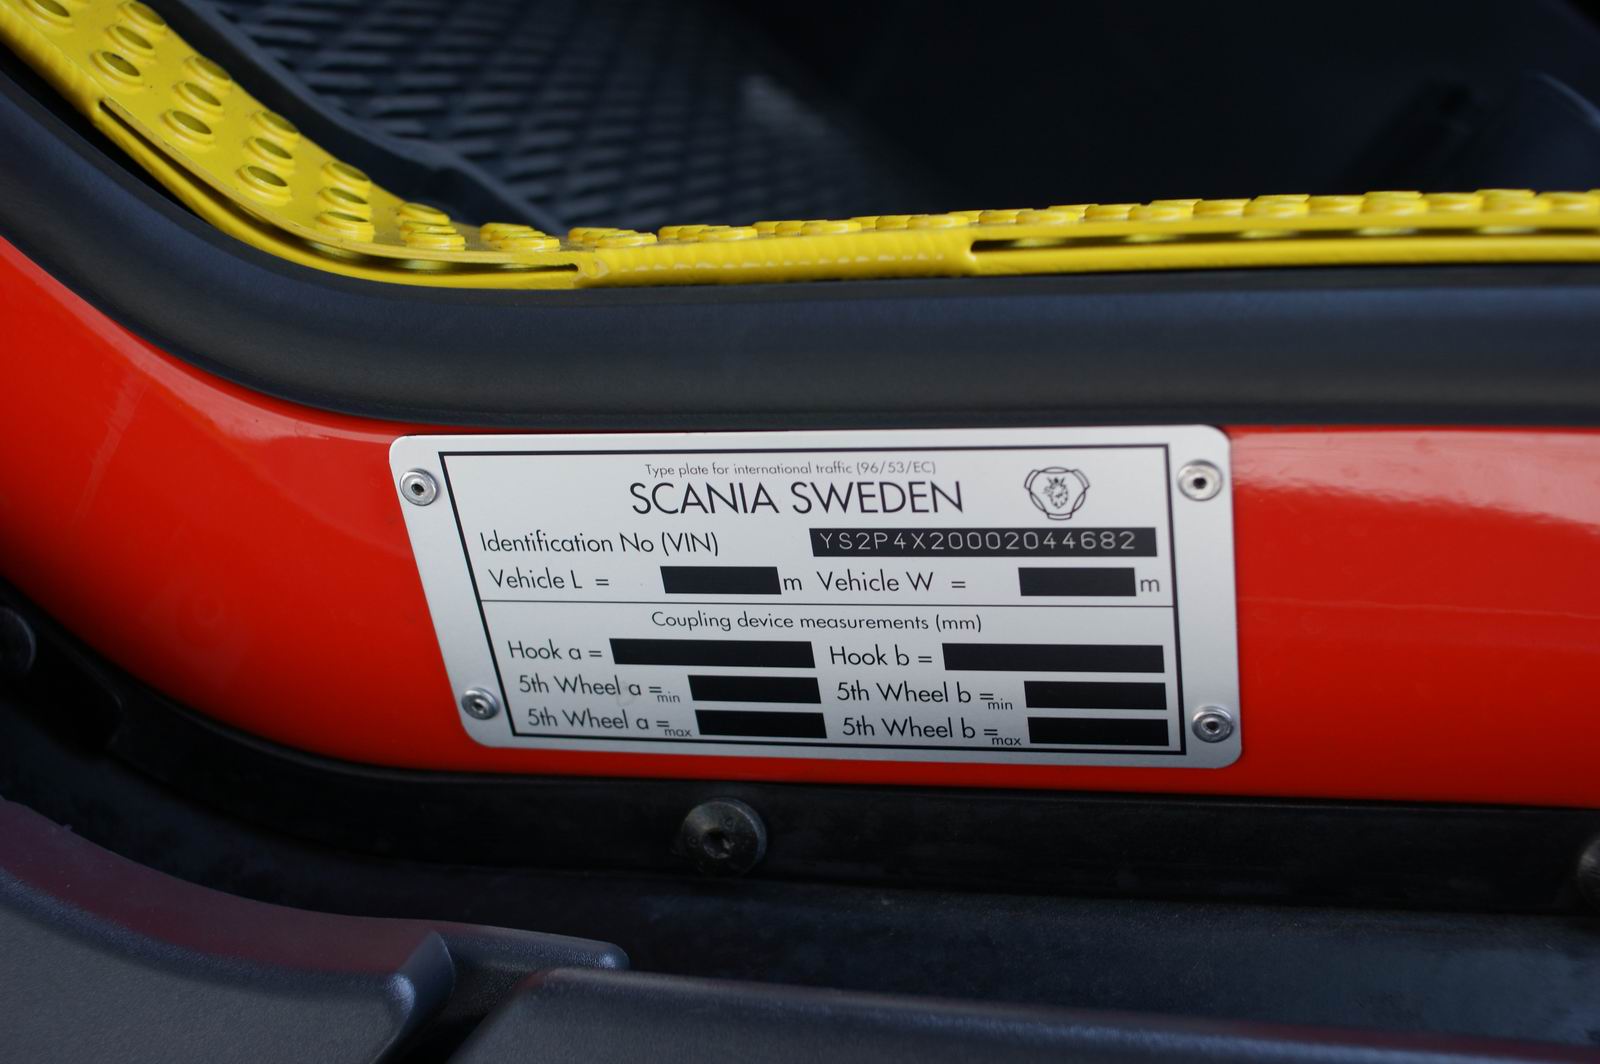 Type plate for international traffic (96/53/EC)
SCANIA SWEDEN
Identification No (VIN) YS2P4X20002044682
Vehicle L = m Vehicle W = m
Coupling device measurements (mm)
Hook a = Hook b =
5th Wheel a =min 5th Wheel b =min
5th Wheel a =max 5th Wheel b =max